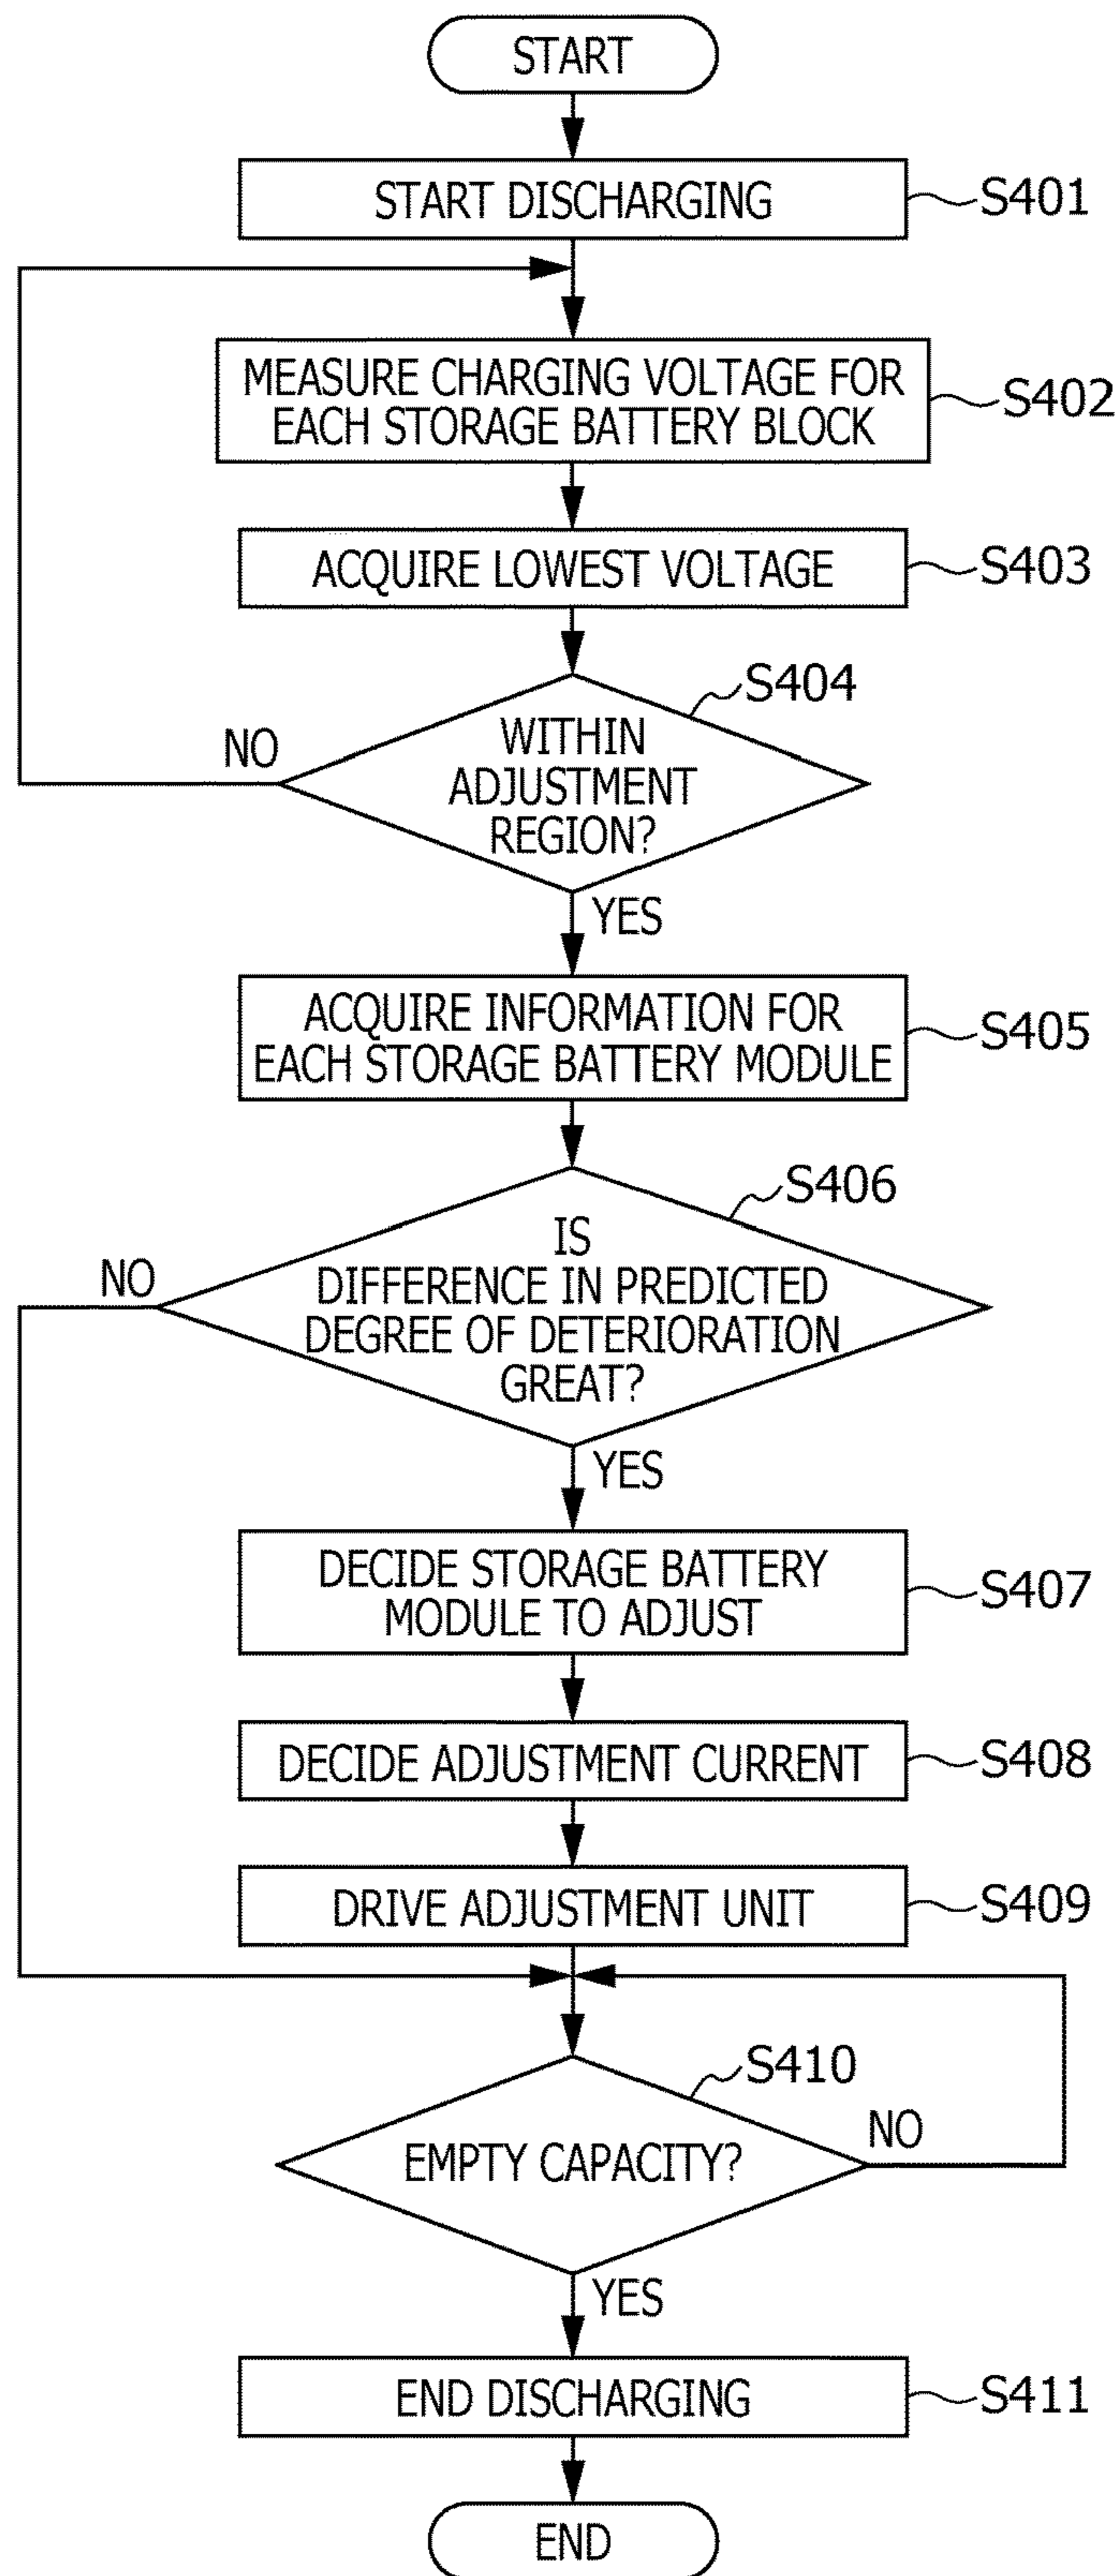 START
START DISCHARGING
S401
MEASURE CHARGING VOLTAGE FOR
EACH STORAGE BATTERY BLOCK
S402
ACQUIRE LOWEST VOLTAGE
S403
S404
WITHIN
ADJUSTMENT
REGION?
NO
YES
ACQUIRE INFORMATION FOR
EACH STORAGE BATTERY MODULE
S405
S406
IS
DIFFERENCE IN PREDICTED
DEGREE OF DETERIORATION
GREAT?
NO
YES
DECIDE STORAGE BATTERY
MODULE TO ADJUST
S407
DECIDE ADJUSTMENT CURRENT
S408
DRIVE ADJUSTMENT UNIT
S409
S410
EMPTY CAPACITY?
NO
YES
END DISCHARGING
S411
END